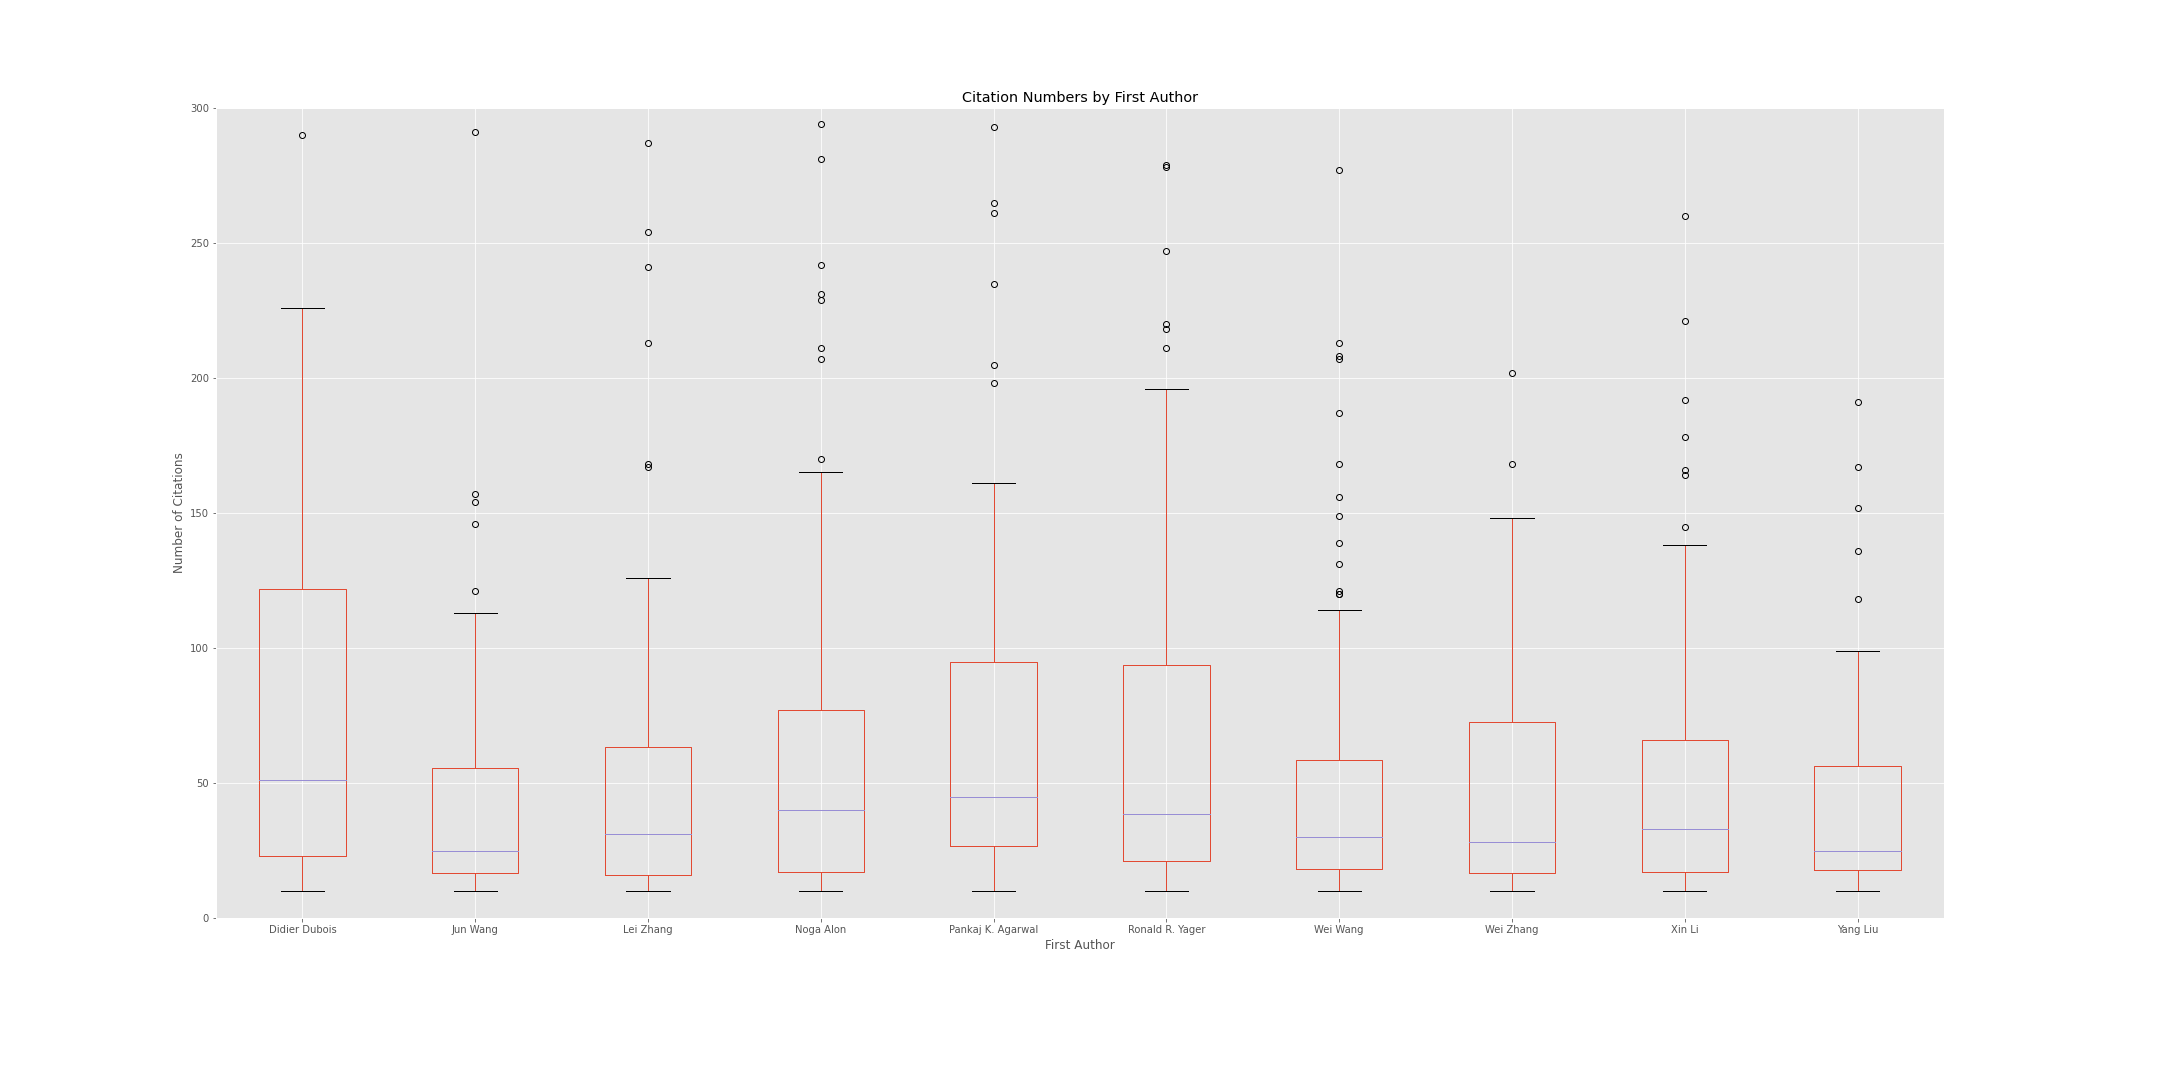 Citation Numbers by First Author
300
250
200
150
100
50
0
Number of Citations
Didier Dubois
Jun Wang
Lei Zhang
Noga Alon
Pankaj K. Agarwal
Ronald R. Yager
Wei Wang
Wei Zhang
Xin Li
Yang Liu
First Author